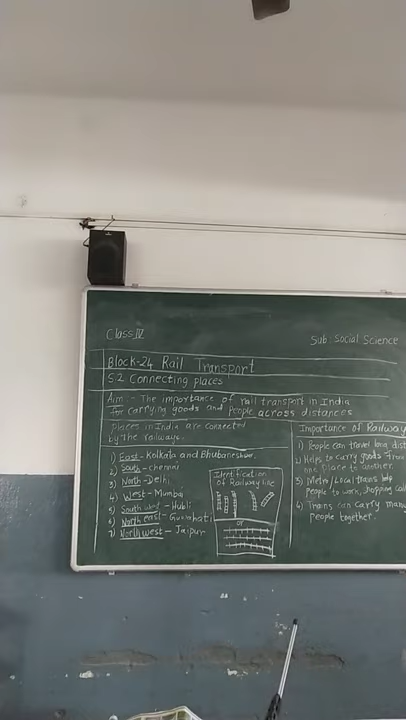 Class-IV
Sub. Social Science
Block-24 Rail Transport
5.2 Connecting places
Aim :- The importance of rail transport in India
for carrying goods and people across distances
Places in India are connected
by the railways.
1) East - Kolkata and Bhubaneshwar.
2) South - chennai
3) North - Delhi
4) West - Mumbai
5) South west - Hubli
6) North east - Guwahati
7) North west - Jaipur
Identification
of Railway line
or
Importance of Railway
1) People can travel long dist
2) Helps to carry goods from
one place to another.
3) Metro/Local trains help
people to work, shopping
4) Trains can carry many
people together.